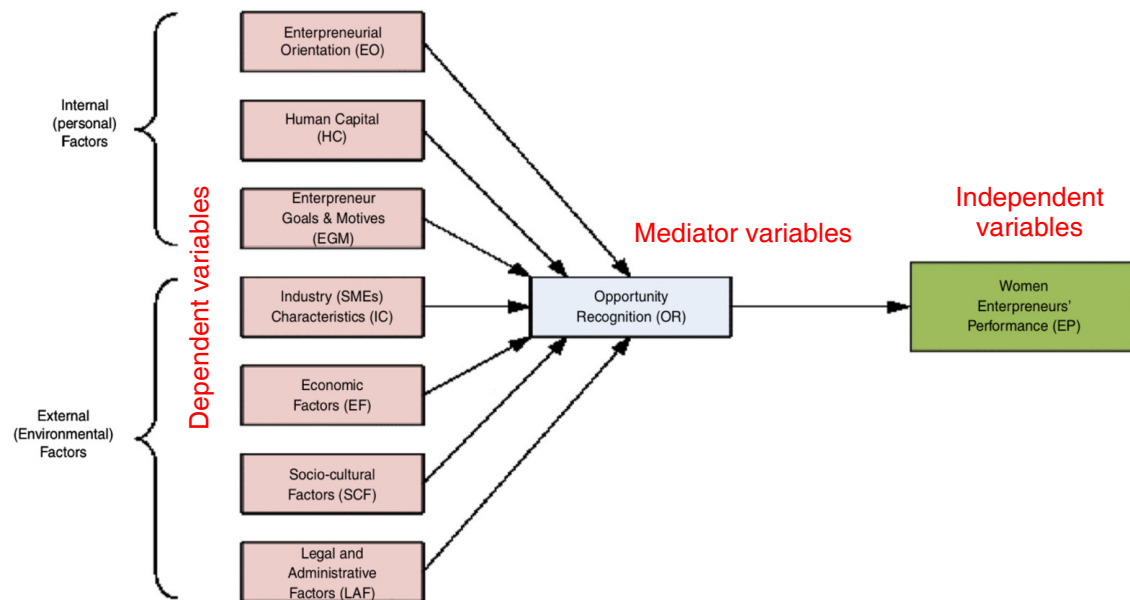 Enterpreneurial
Orientation (EO)
Internal
(personal)
Factors
Human Capital
(HC)
Enterpreneur
Goals & Motives
(EGM)
Dependent variables
Mediator variables
Independent
variables
Industry (SMEs)
Characteristics (IC)
Opportunity
Recognition (OR)
Women
Enterpreneurs'
Performance (EP)
Economic
Factors (EF)
External
(Environmental)
Factors
Socio-cultural
Factors (SCF)
Legal and
Administrative
Factors (LAF)